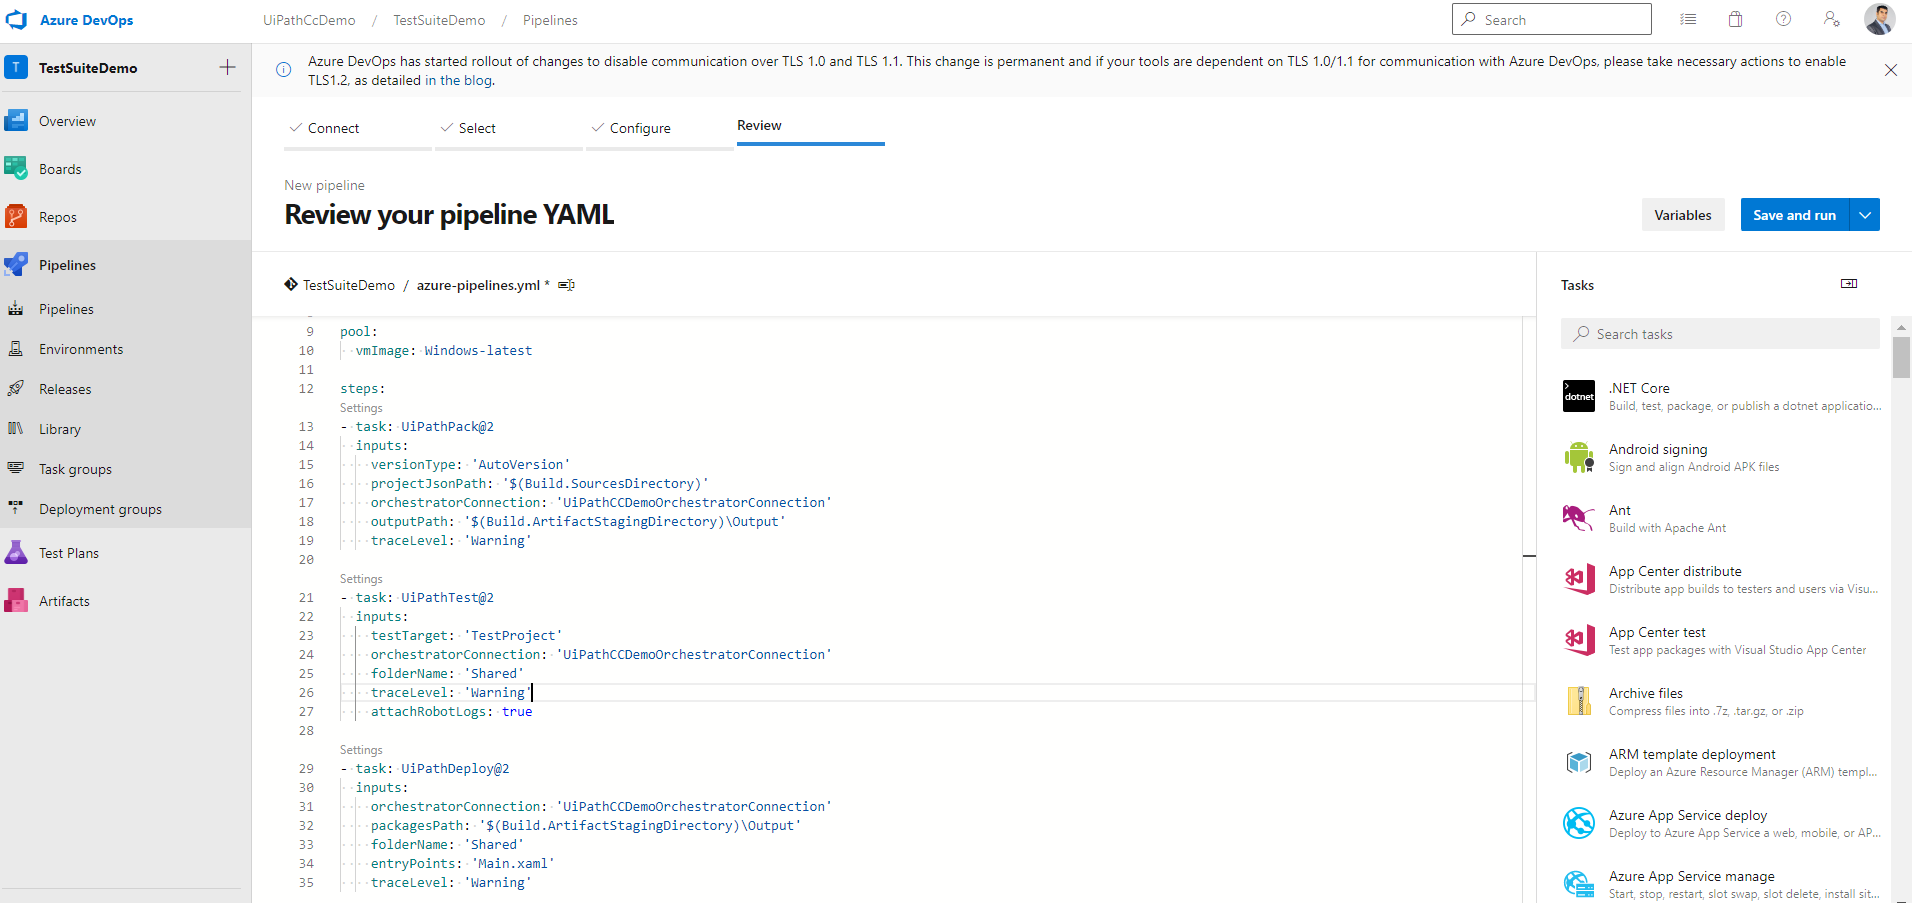 Azure DevOps
UiPathCcDemo / TestSuiteDemo / Pipelines
Search
T TestSuiteDemo
Azure DevOps has started rollout of changes to disable communication over TLS 1.0 and TLS 1.1. This change is permanent and if your tools are dependent on TLS 1.0/1.1 for communication with Azure DevOps, please take necessary actions to enable
TLS1.2, as detailed in the blog.
Overview
Boards
Repos
Pipelines
Pipelines
Environments
Releases
Library
Task groups
Deployment groups
Test Plans
Artifacts
Connect
Select
Configure
Review
New pipeline
Review your pipeline YAML
Variables
Save and run
TestSuiteDemo / azure-pipelines.yml *
9 pool:
10 vmImage: Windows-latest
11
12 steps:
Settings
13 - task: UiPathPack@2
14 inputs:
15 versionType: 'AutoVersion'
16 projectJsonPath: '$(Build.SourcesDirectory)'
17 orchestratorConnection: 'UiPathCCDemoOrchestratorConnection'
18 outputPath: '$(Build.ArtifactStagingDirectory)\Output'
19 traceLevel: 'Warning'
20
Settings
21 - task: UiPathTest@2
22 inputs:
23 testTarget: 'TestProject'
24 orchestratorConnection: 'UiPathCCDemoOrchestratorConnection'
25 folderName: 'Shared'
26 traceLevel: 'Warning'
27 attachRobotLogs: true
28
Settings
29 - task: UiPathDeploy@2
30 inputs:
31 orchestratorConnection: 'UiPathCCDemoOrchestratorConnection'
32 packagesPath: '$(Build.ArtifactStagingDirectory)\Output'
33 folderName: 'Shared'
34 entryPoints: 'Main.xaml'
35 traceLevel: 'Warning'
Tasks
Search tasks
dotnet
.NET Core
Build, test, package, or publish a dotnet applicatio...
Android signing
Sign and align Android APK files
Ant
Build with Apache Ant
App Center distribute
Distribute app builds to testers and users via Visu...
App Center test
Test app packages with Visual Studio App Center
Archive files
Compress files into .7z, .tar.gz, or .zip
ARM template deployment
Deploy an Azure Resource Manager (ARM) templ...
Azure App Service deploy
Deploy to Azure App Service a web, mobile, or AP...
Azure App Service manage
Start, stop, restart, slot swap, slot delete, install sit...